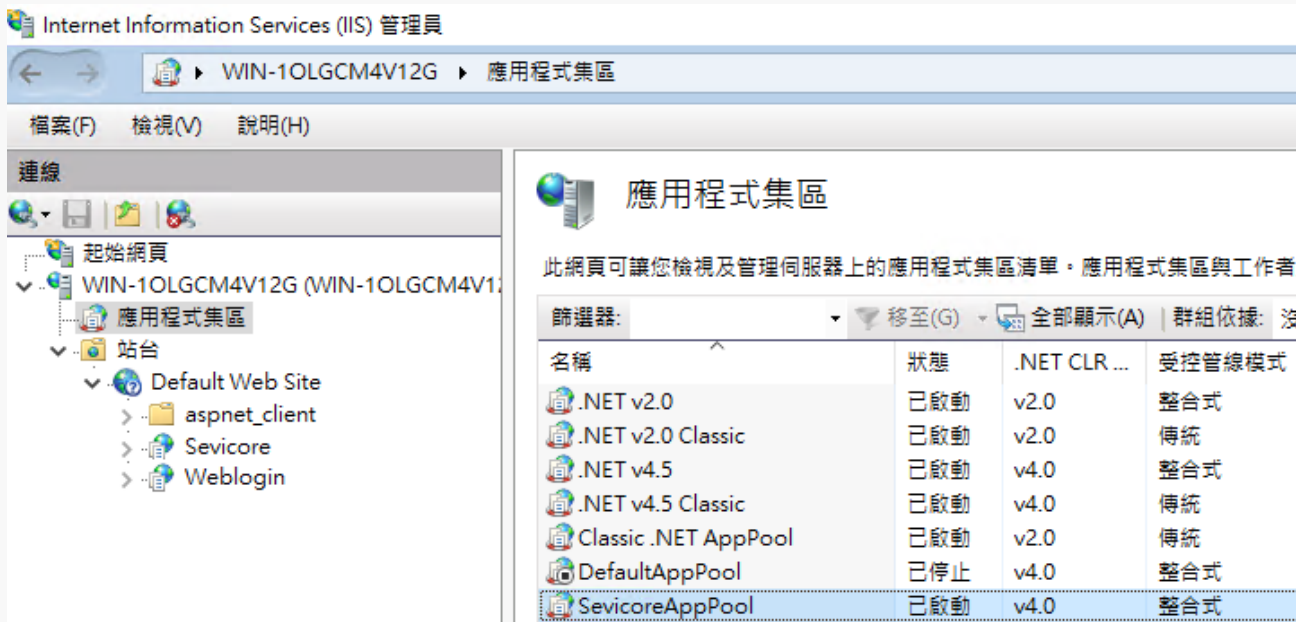 Internet Information Services (IIS) 管理員
WIN-1OLGCM4V12G 應用程式集區
檔案(F) 檢視(V) 說明(H)
連線
起始網頁
WIN-1OLGCM4V12G (WIN-1OLGCM4V12
應用程式集區
站台
Default Web Site
aspnet_client
Sevicore
Weblogin
應用程式集區
此網頁可讓您檢視及管理伺服器上的應用程式集區清單。應用程式集區與工作者
篩選器: 移至(G) 全部顯示(A) 群組依據:
名稱 狀態 .NET CLR ... 受控管線模式
.NET v2.0 已啟動 v2.0 整合式
.NET v2.0 Classic 已啟動 v2.0 傳統
.NET v4.5 已啟動 v4.0 整合式
.NET v4.5 Classic 已啟動 v4.0 傳統
Classic .NET AppPool 已啟動 v2.0 傳統
DefaultAppPool 已停止 v4.0 整合式
SevicoreAppPool 已啟動 v4.0 整合式